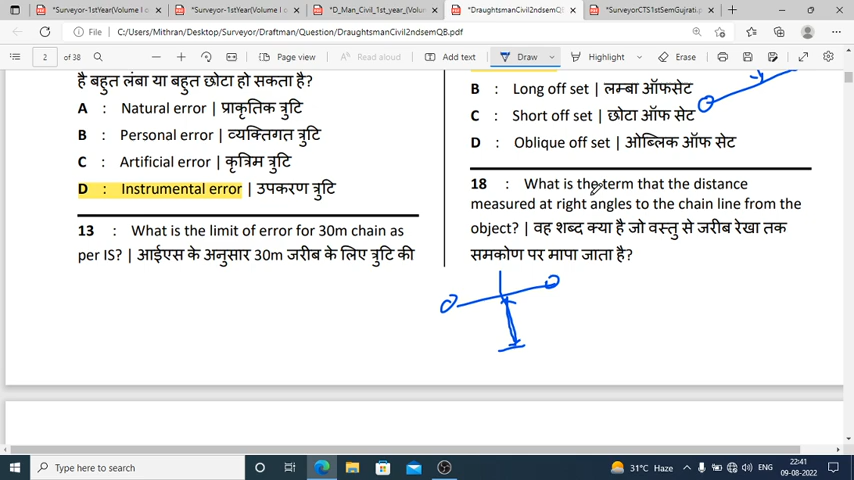 *Surveyor-1stYear(Volume I o
*Surveyor-1stYear(Volume I o
*D_Man_Civil_1st_year_(Volum
*DraughtsmanCivil2ndsemQB.p
*SurveyorCTS1stSemGujrati.p
File
C:/Users/Mithran/Desktop/Surveyor/Draftman/Question/DraughtsmanCivil2ndsemQB.pdf
2 of 38
Page view
Read aloud
Draw
Highlight
Erase
है बहुत लंबा या बहुत छोटा हो सकता है?
A : Natural error | प्राकृतिक त्रुटि
B : Personal error | व्यक्तिगत त्रुटि
C : Artificial error | कृत्रिम त्रुटि
D : Instrumental error | उपकरण त्रुटि
13 : What is the limit of error for 30m chain as
per IS? | आईएस के अनुसार 30m जरीब के लिए त्रुटि की
B : Long off set | लम्बा ऑफसेट
C : Short off set | छोटा ऑफ सेट
D : Oblique off set | ओब्लिक ऑफ सेट
18 : What is the term that the distance
measured at right angles to the chain line from the
object? | वह शब्द क्या है जो वस्तु से जरीब रेखा तक
समकोण पर मापा जाता है?
Type here to search
31°C Haze
ENG
22:41
09-08-2022